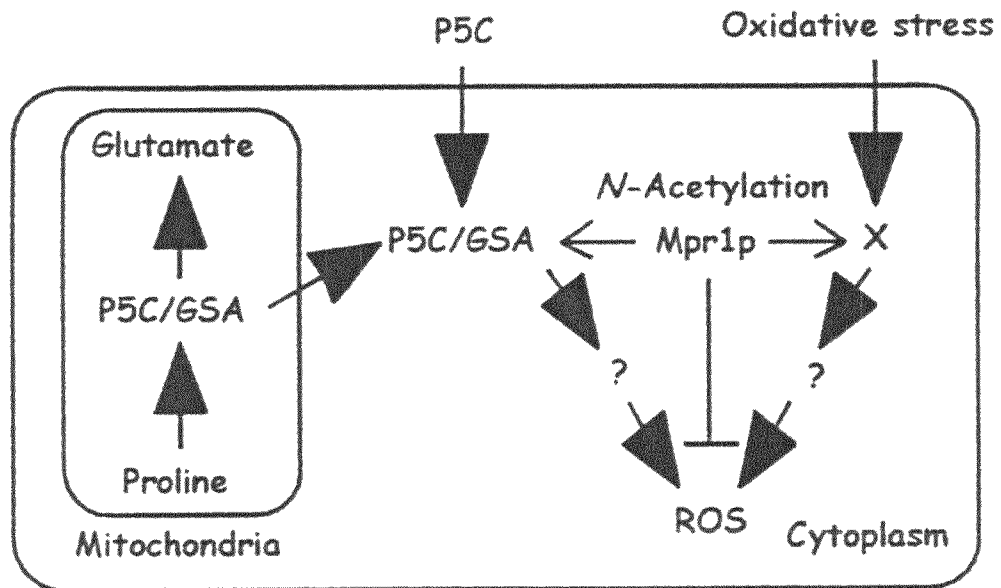 P5C
Oxidative stress
Glutamate
N-Acetylation
P5C/GSA
Mpr1p
X
P5C/GSA
?
?
Proline
ROS
Mitochondria
Cytoplasm